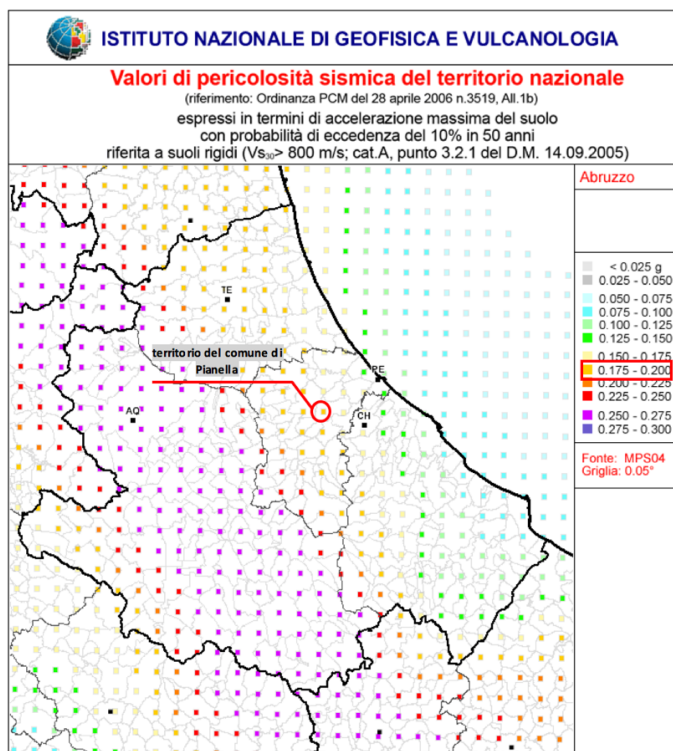 ISTITUTO NAZIONALE DI GEOFISICA E VULCANOLOGIA
Valori di pericolosità sismica del territorio nazionale
(riferimento: Ordinanza PCM del 28 aprile 2006 n.3519, All.1b)
espressi in termini di accelerazione massima del suolo
con probabilità di eccedenza del 10% in 50 anni
riferita a suoli rigidi (Vs₃₀> 800 m/s; cat.A, punto 3.2.1 del D.M. 14.09.2005)
Abruzzo
< 0.025 g
0.025 - 0.050
0.050 - 0.075
0.075 - 0.100
0.100 - 0.125
0.125 - 0.150
0.150 - 0.175
0.175 - 0.200
0.200 - 0.225
0.225 - 0.250
0.250 - 0.275
0.275 - 0.300
Fonte: MPS04
Griglia: 0.05°
TE
territorio del comune di
Pianella
PE
AQ
CH